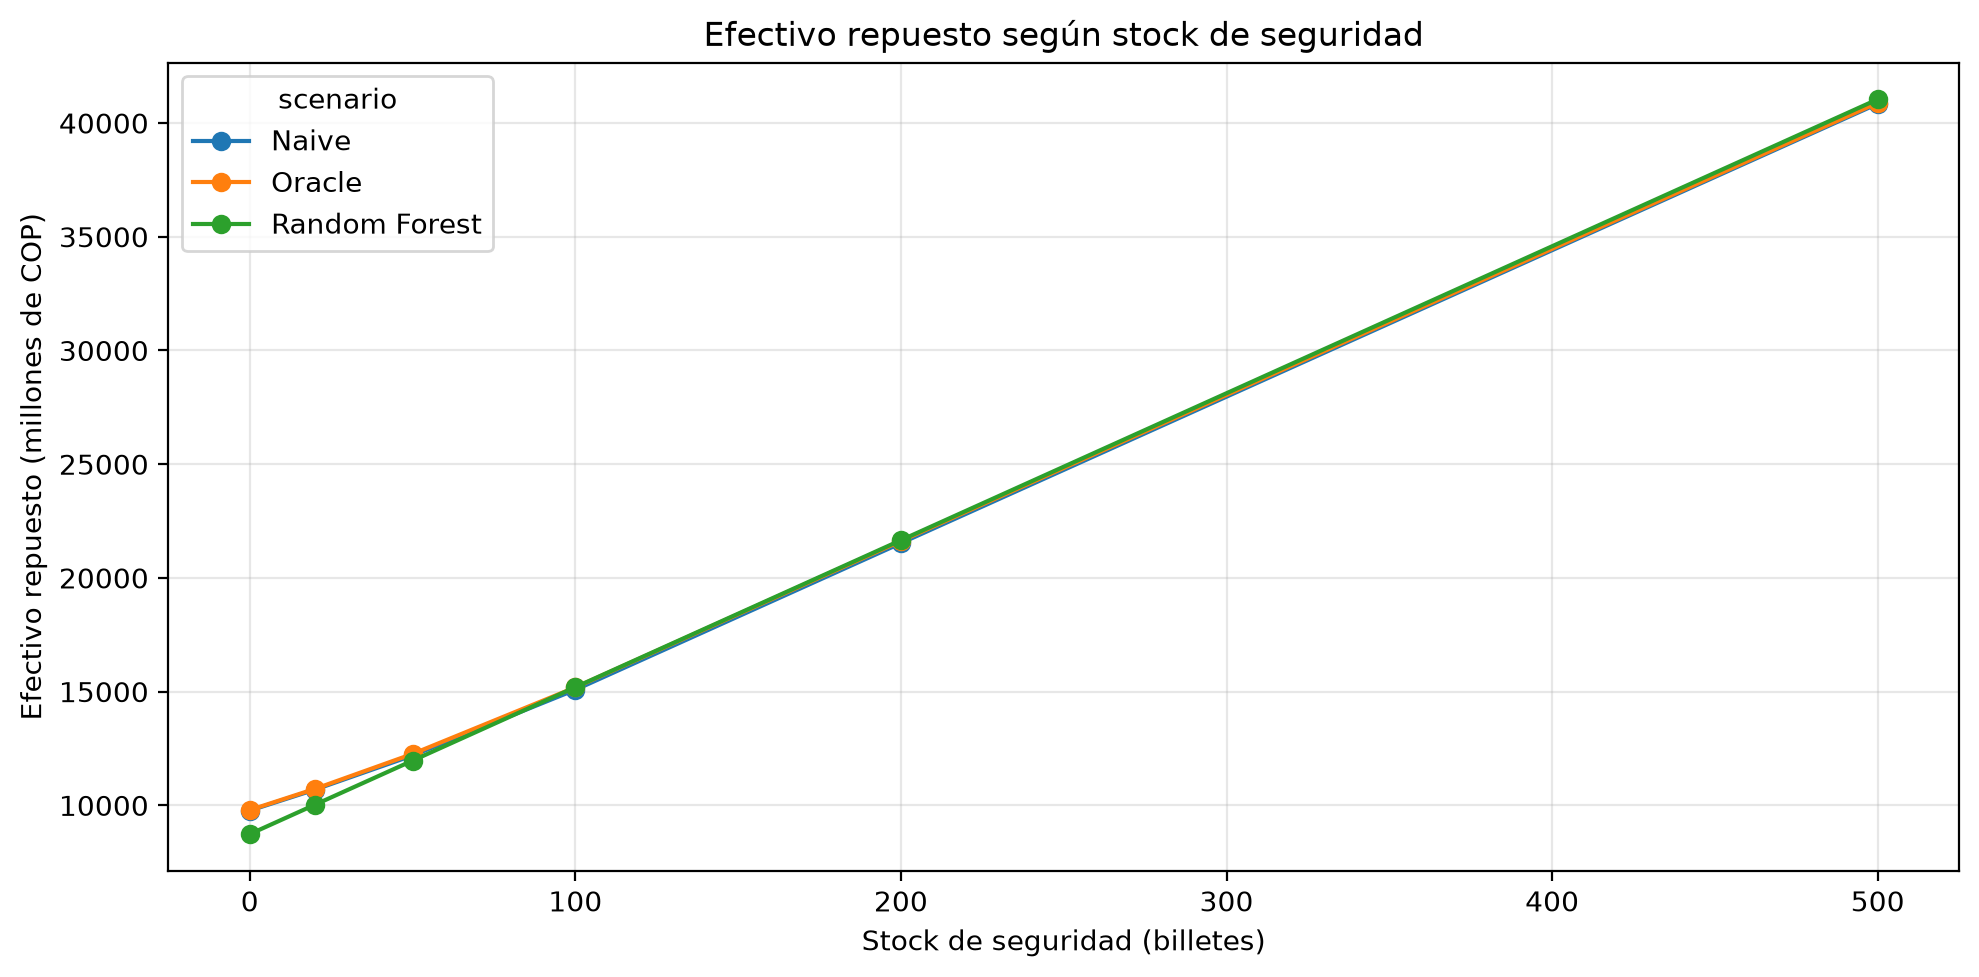 Efectivo repuesto según stock de seguridad
scenario
Naive
Oracle
Random Forest
Efectivo repuesto (millones de COP)
40000
35000
30000
25000
20000
15000
10000
0 100 200 300 400 500
Stock de seguridad (billetes)